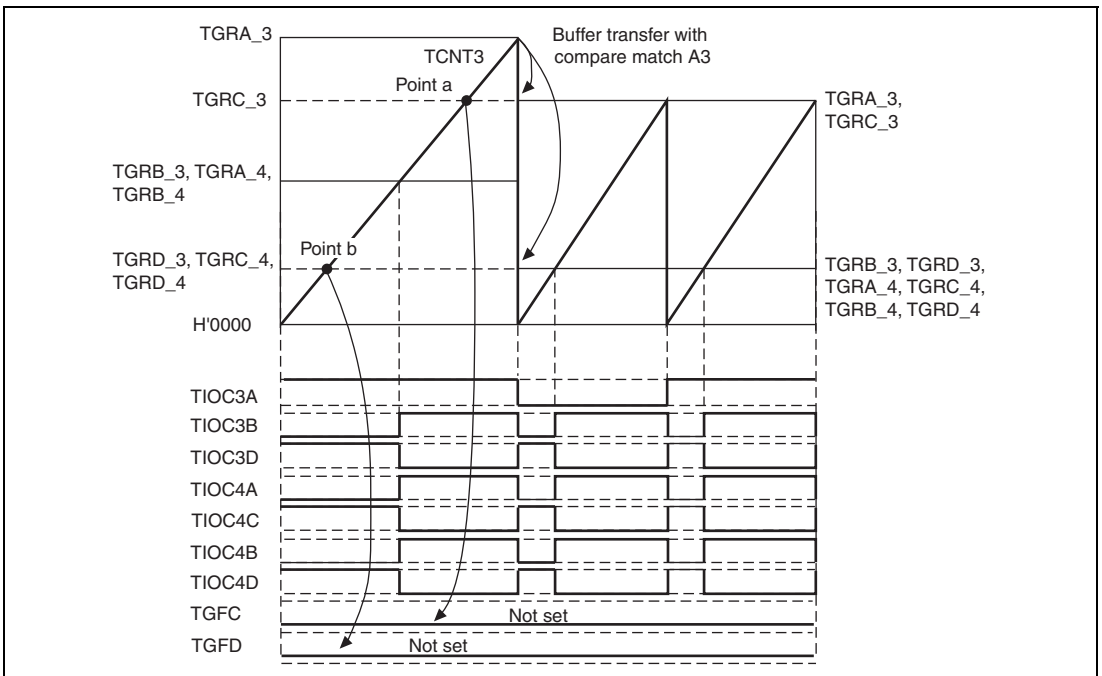 TGRA_3
TCNT3
Buffer transfer with
compare match A3
Point a
TGRC_3
TGRA_3,
TGRC_3
TGRB_3, TGRA_4,
TGRB_4
Point b
TGRD_3, TGRC_4,
TGRD_4
TGRB_3, TGRD_3,
TGRA_4, TGRC_4,
TGRB_4, TGRD_4
H'0000
TIOC3A
TIOC3B
TIOC3D
TIOC4A
TIOC4C
TIOC4B
TIOC4D
TGFC
Not set
TGFD
Not set